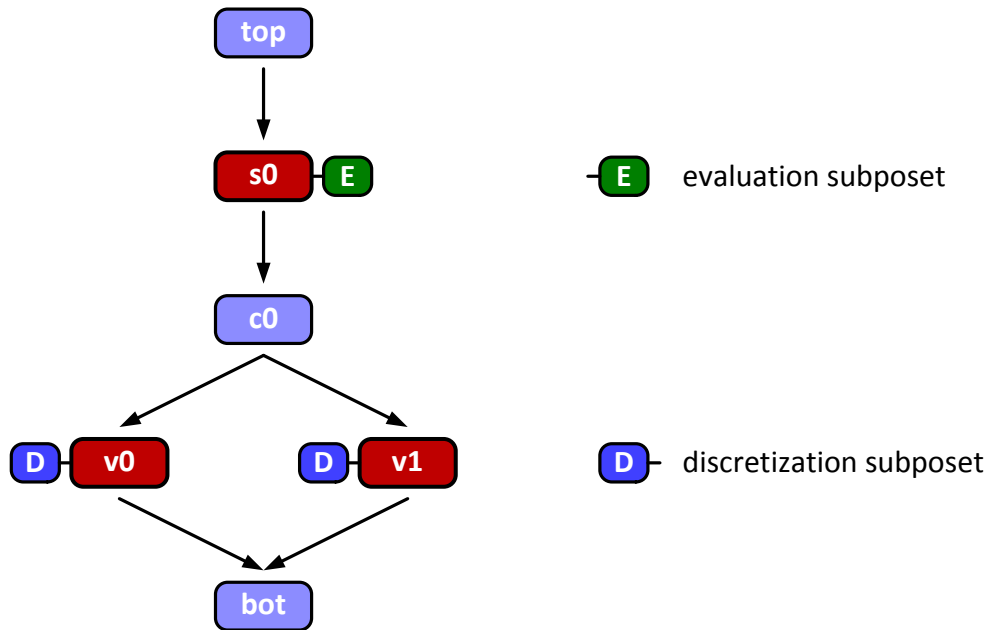 top
s0 E
E evaluation subposet
c0
D v0
D v1
D discretization subposet
bot